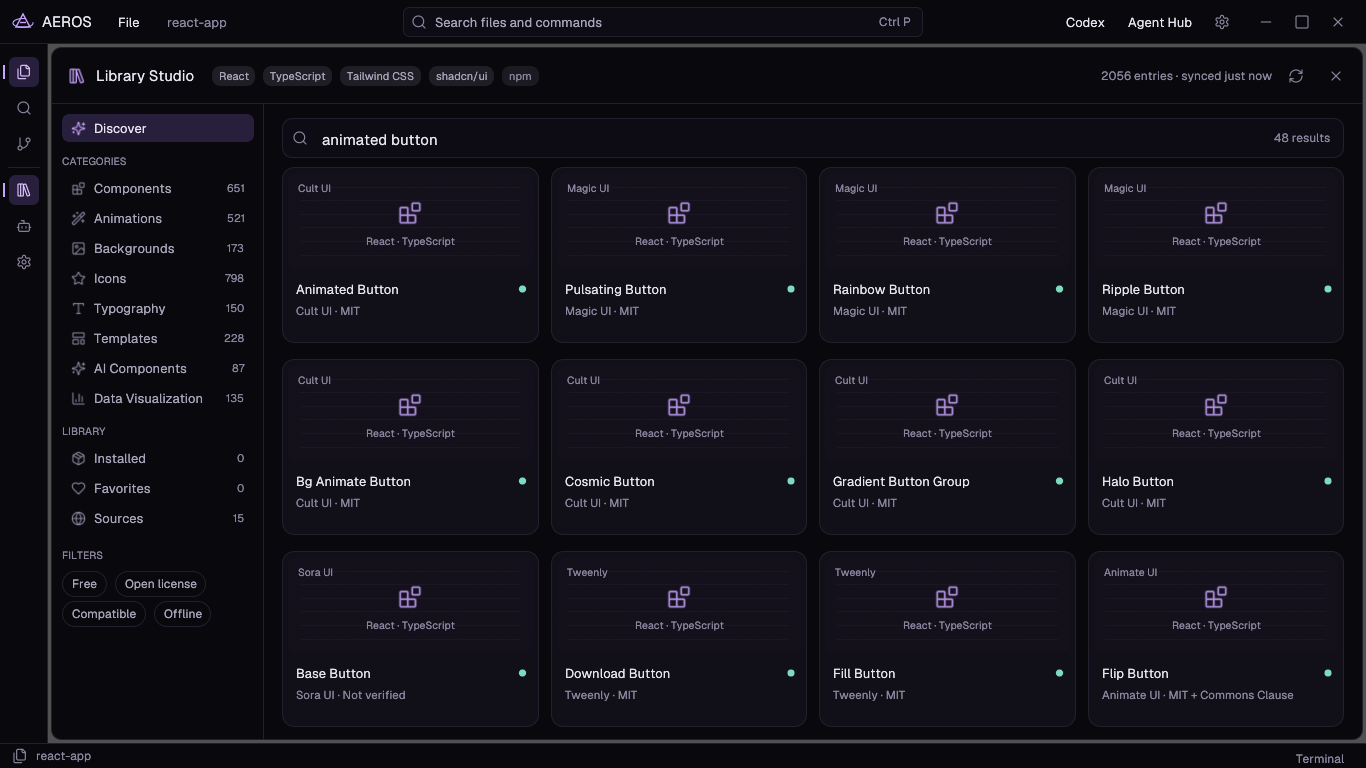 AEROS File react-app Search files and commands Ctrl P Codex Agent Hub
Library Studio React TypeScript Tailwind CSS shadcn/ui npm 2056 entries · synced just now
Discover
CATEGORIES
Components 651
Animations 521
Backgrounds 173
Icons 798
Typography 150
Templates 228
AI Components 87
Data Visualization 135
LIBRARY
Installed 0
Favorites 0
Sources 15
FILTERS
Free Open license
Compatible Offline
animated button 48 results
Cult UI
React · TypeScript
Animated Button
Cult UI · MIT
Magic UI
React · TypeScript
Pulsating Button
Magic UI · MIT
Magic UI
React · TypeScript
Rainbow Button
Magic UI · MIT
Magic UI
React · TypeScript
Ripple Button
Magic UI · MIT
Cult UI
React · TypeScript
Bg Animate Button
Cult UI · MIT
Cult UI
React · TypeScript
Cosmic Button
Cult UI · MIT
Cult UI
React · TypeScript
Gradient Button Group
Cult UI · MIT
Cult UI
React · TypeScript
Halo Button
Cult UI · MIT
Sora UI
React · TypeScript
Base Button
Sora UI · Not verified
Tweenly
React · TypeScript
Download Button
Tweenly · MIT
Tweenly
React · TypeScript
Fill Button
Tweenly · MIT
Animate UI
React · TypeScript
Flip Button
Animate UI · MIT + Commons Clause
react-app Terminal